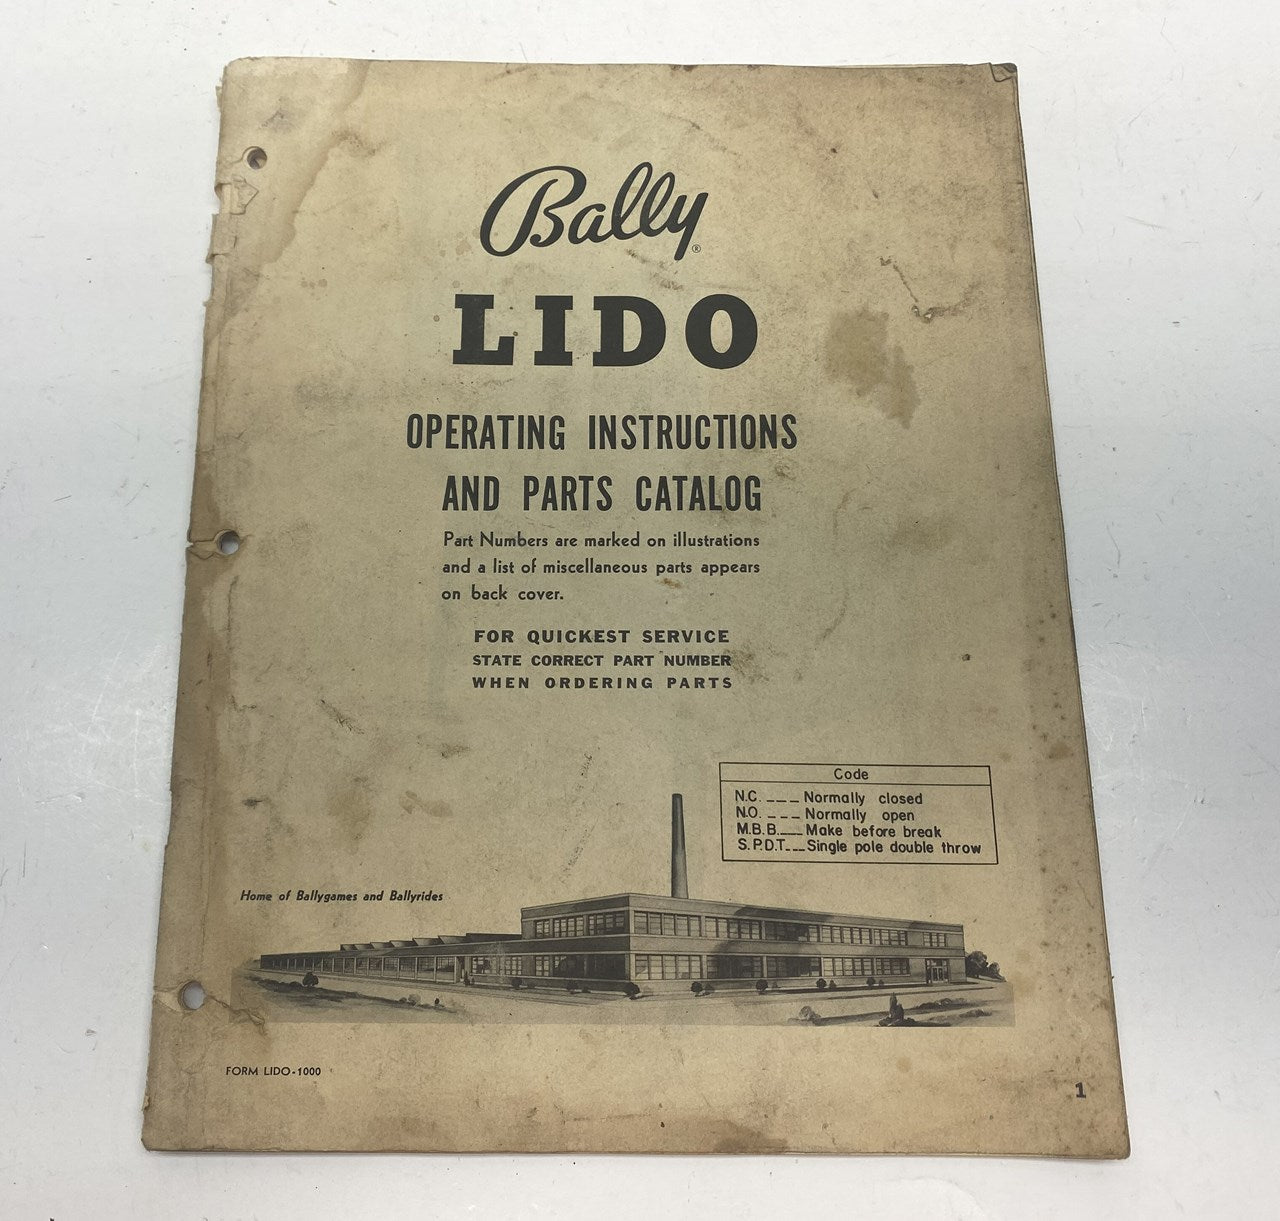 Bally®
LIDO
OPERATING INSTRUCTIONS
AND PARTS CATALOG
Part Numbers are marked on illustrations
and a list of miscellaneous parts appears
on back cover.
FOR QUICKEST SERVICE
STATE CORRECT PART NUMBER
WHEN ORDERING PARTS
Code
N.C. ___ Normally closed
N.O. ___ Normally open
M.B.B.___ Make before break
S.P.D.T.___ Single pole double throw
Home of Ballygames and Ballyrides
FORM LIDO-1000
1